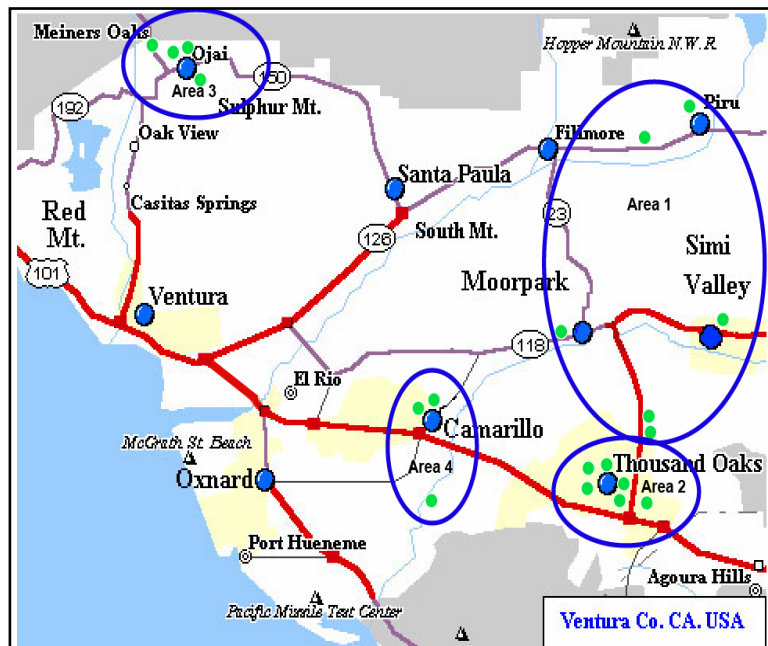 Meiners Oaks
Ojai
Area 3
150
192
Sulphur Mt.
Oak View
Casitas Springs
Hopper Mountain N.W.R.
Piru
Fillmore
Santa Paula
Area 1
23
Red
Mt.
South Mt.
126
101
Simi
Valley
Moorpark
Ventura
118
El Rio
Camarillo
McGrath St. Beach
Area 4
Thousand Oaks
Area 2
Oxnard
Port Hueneme
Agoura Hills
Pacific Missile Test Center
Ventura Co. CA. USA